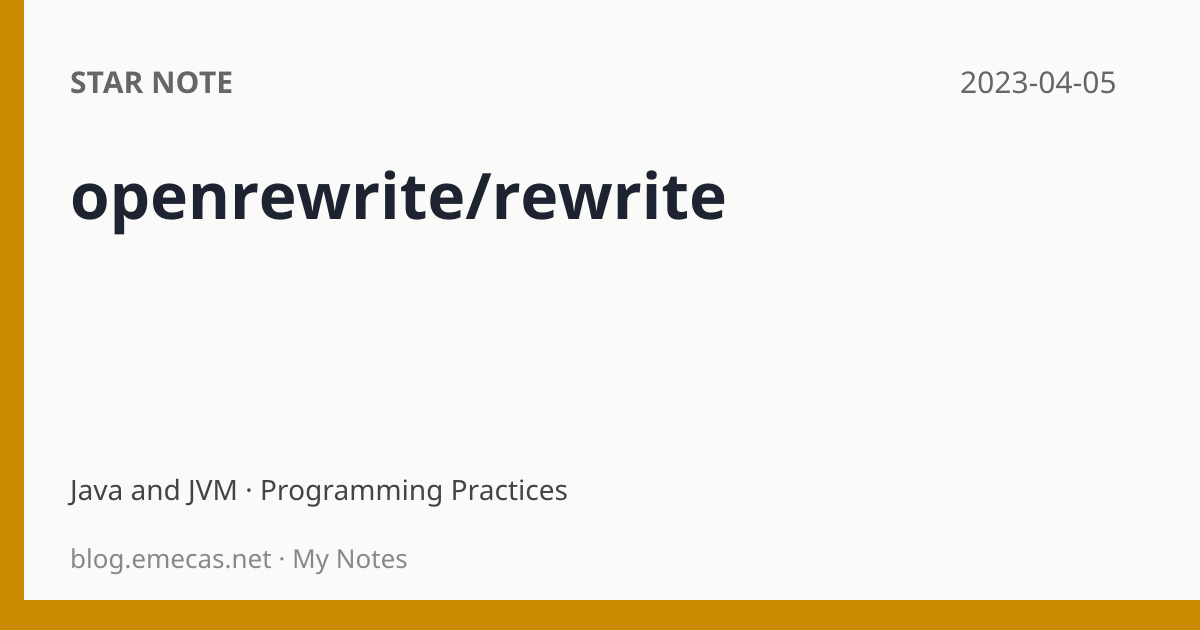 STAR NOTE
2023-04-05
openrewrite/rewrite
Java and JVM · Programming Practices
blog.emecas.net · My Notes